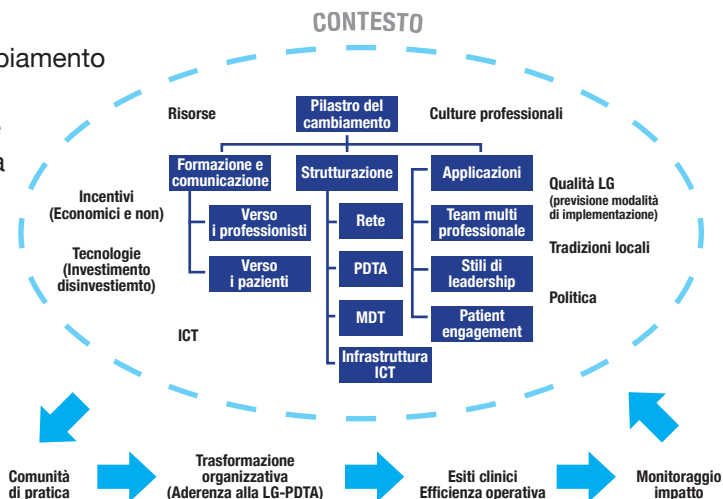 CONTESTO
biamento
e
a
Risorse
Pilastro del
cambiamento
Culture professionali
Formazione e
comunicazione
Strutturazione
Applicazioni
Incentivi
(Economici e non)
Verso
i professionisti
Rete
Team multi
professionale
Qualità LG
(previsione modalità
di implementazione)
Tecnologie
(Investimento
disinvestiemto)
Verso
i pazienti
PDTA
Stili di
leadership
Tradizioni locali
Politica
ICT
MDT
Patient
engagement
Infrastruttura
ICT
Comunità
di pratica
Trasformazione
organizzativa
(Aderenza alla LG-PDTA)
Esiti clinici
Efficienza operativa
Monitoraggio
impatto